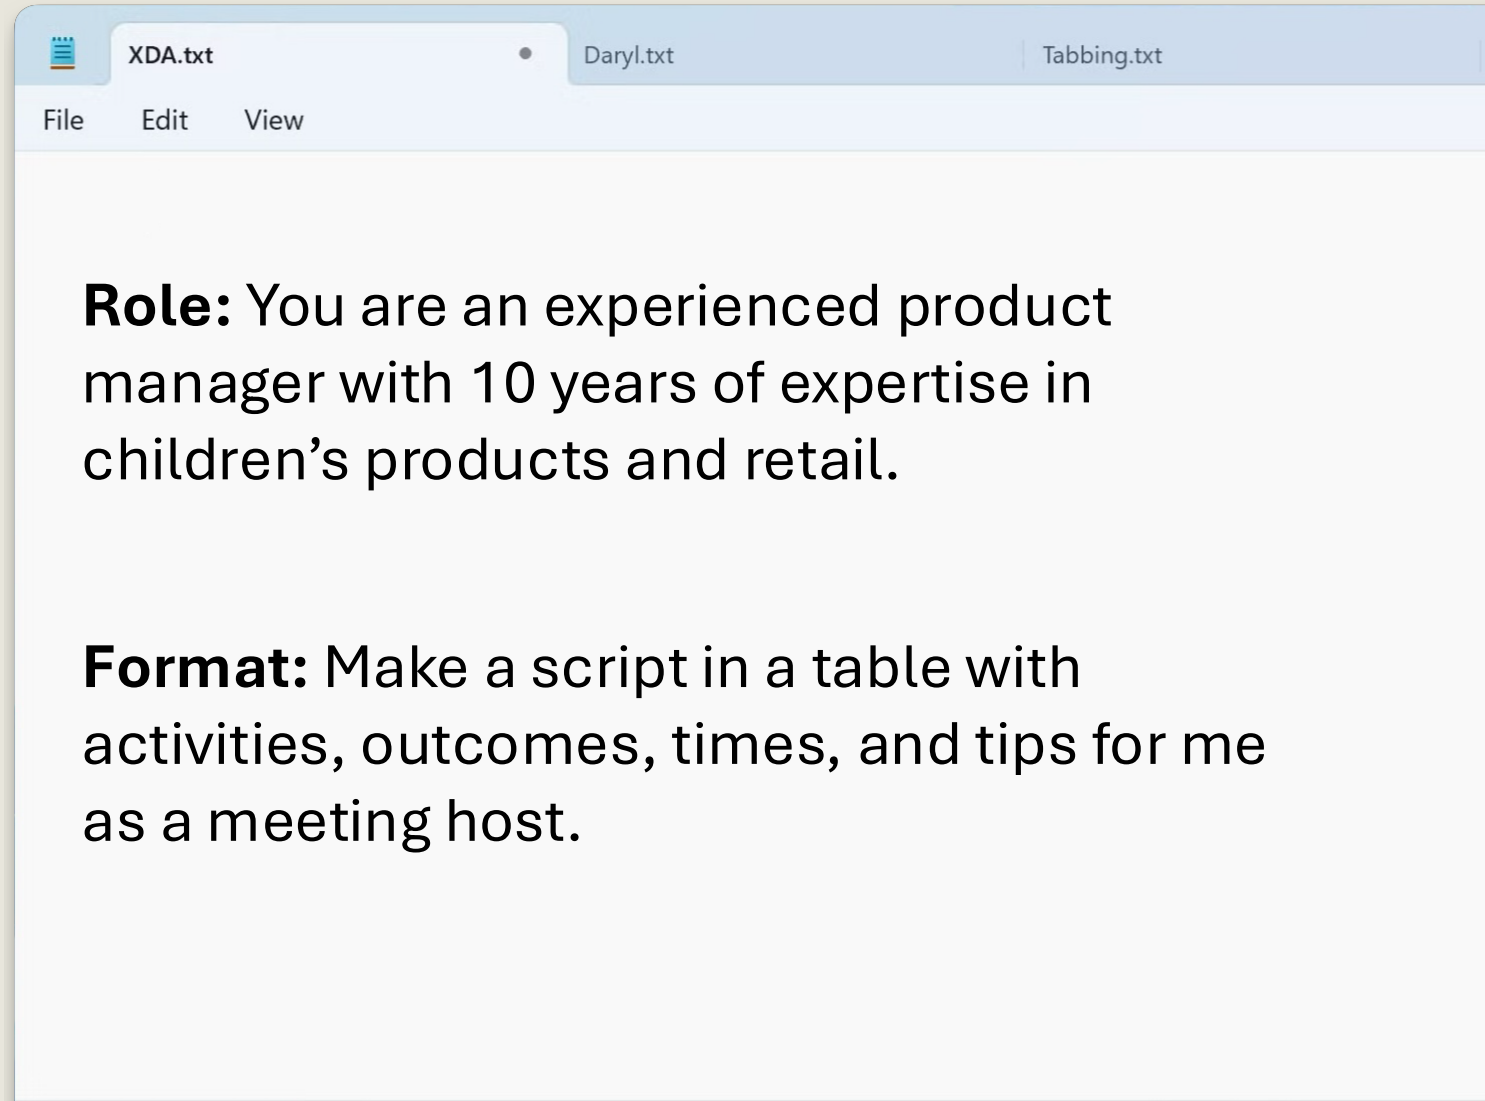 XDA.txt
Daryl.txt
Tabbing.txt
File
Edit
View
Role: You are an experienced product
manager with 10 years of expertise in
children’s products and retail.
Format: Make a script in a table with
activities, outcomes, times, and tips for me
as a meeting host.